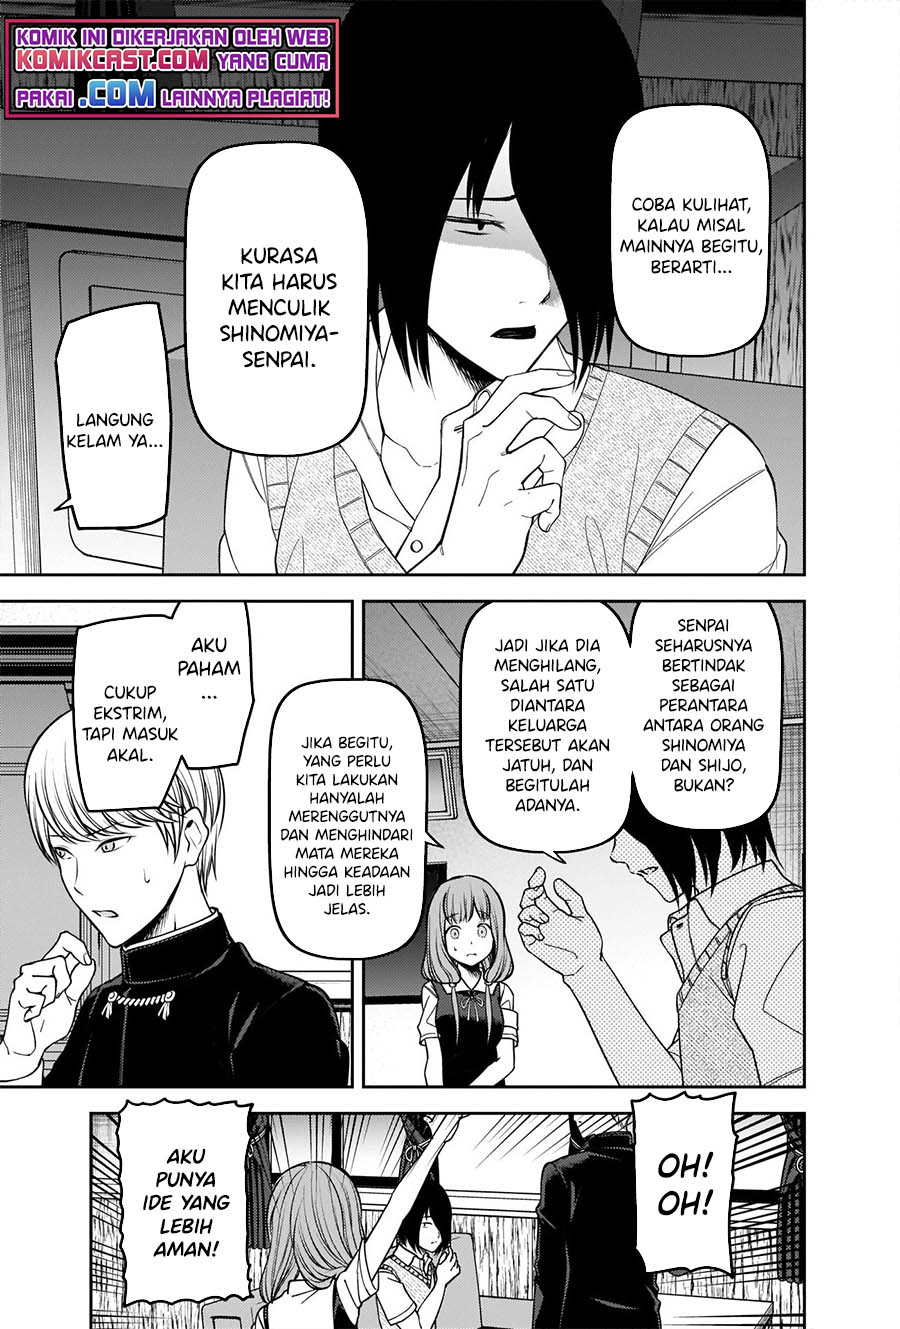 KOMIK INI DIKERJAKAN OLEH WEB
KOMIKCAST.COM YANG CUMA
PAKAI .COM LAINNYA PLAGIAT!
COBA KULIHAT,
KALAU MISAL
MAINNYA BEGITU,
BERARTI...
KURASA
KITA HARUS
MENCULIK
SHINOMIYA-
SENPAI.
LANGUNG
KELAM YA...
SENPAI
SEHARUSNYA
BERTINDAK
SEBAGAI
PERANTARA
ANTARA ORANG
SHINOMIYA
DAN SHIJO,
BUKAN?
JADI JIKA DIA
MENGHILANG,
SALAH SATU
DIANTARA
KELUARGA
TERSEBUT AKAN
JATUH, DAN
BEGITULAH
ADANYA.
JIKA BEGITU,
YANG PERLU
KITA LAKUKAN
HANYALAH
MERENGGUTNYA
DAN MENGHINDARI
MATA MEREKA
HINGGA KEADAAN
JADI LEBIH
JELAS.
AKU
PAHAM
...
CUKUP
EKSTRIM,
TAPI MASUK
AKAL.
OH!
OH!
AKU
PUNYA
IDE YANG
LEBIH
AMAN!